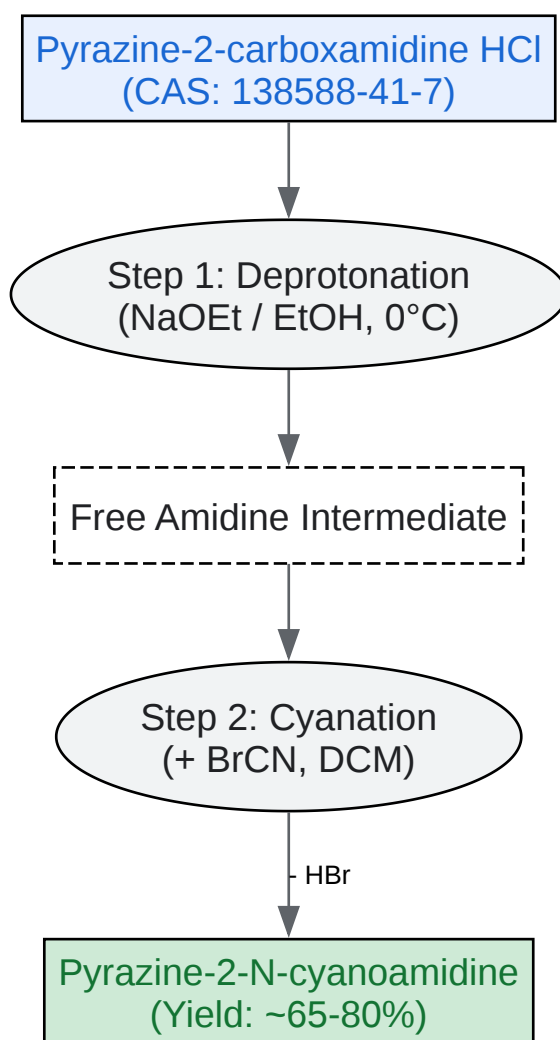 Pyrazine-2-carboxamidine HCl
(CAS: 138588-41-7)
Step 1: Deprotonation
(NaOEt / EtOH, 0°C)
Free Amidine Intermediate
Step 2: Cyanation
(+ BrCN, DCM)
- HBr
Pyrazine-2-N-cyanoamidine
(Yield: ~65-80%)